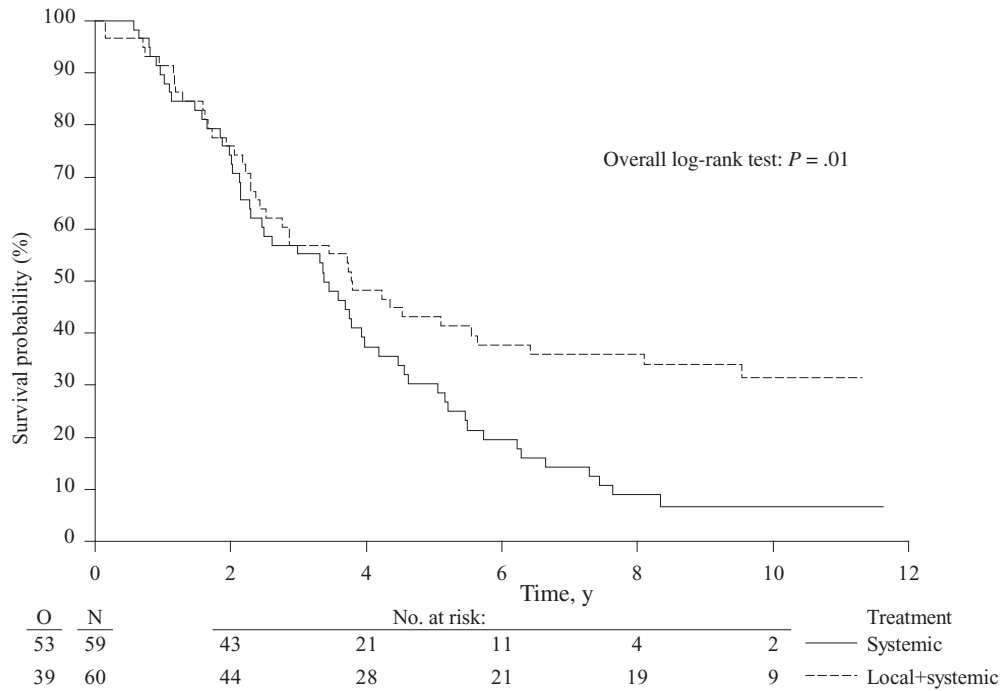 100
90
80
70
60
50
40
30
20
10
0
Survival probability (%)
Overall log-rank test: P = .01
0 2 4 6 8 10 12
Time, y
O N No. at risk: Treatment
53 59 43 21 11 4 2 Systemic
39 60 44 28 21 19 9 Local+systemic